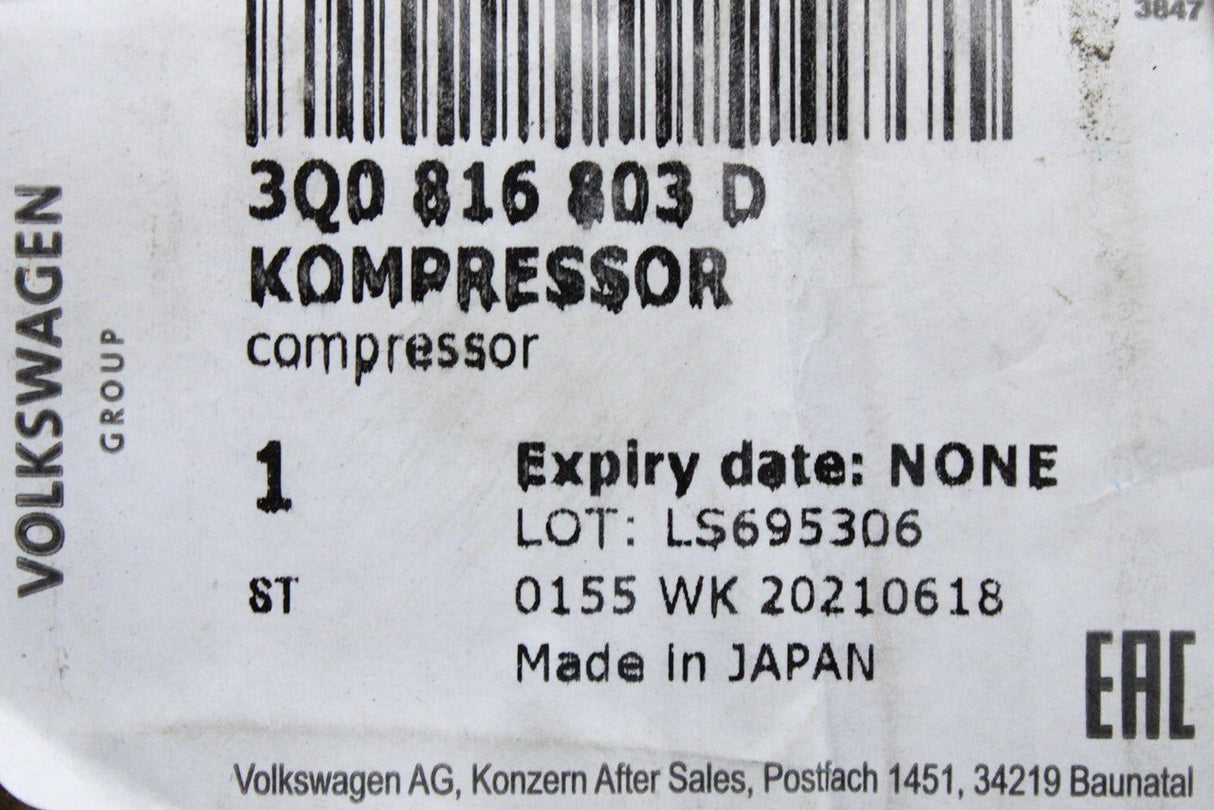 3847
3Q0 816 803 D
KOMPRESSOR
compressor
VOLKSWAGEN
GROUP
1
Expiry date: NONE
LOT: LS695306
ST
0155 WK 20210618
Made in JAPAN
EAC
Volkswagen AG, Konzern After Sales, Postfach 1451, 34219 Baunatal